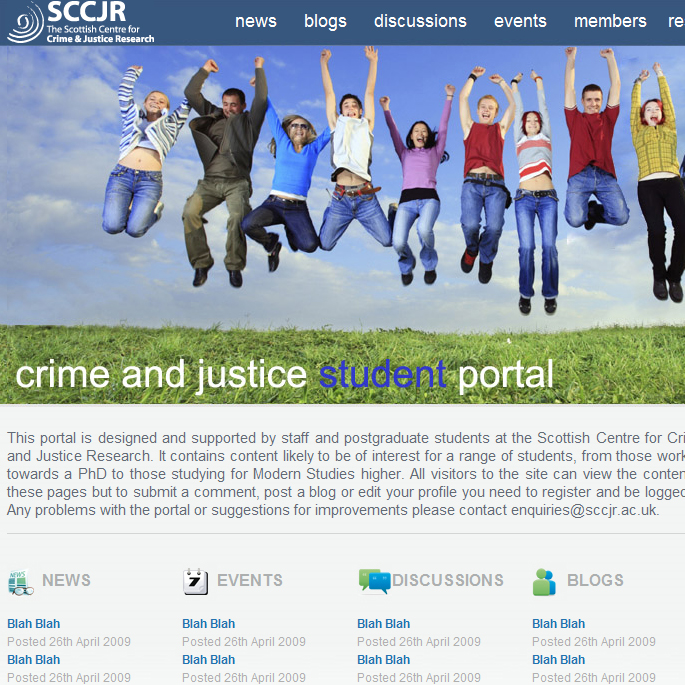 SCCJR
The Scottish Centre for
Crime & Justice Research
news blogs discussions events members re
crime and justice student portal
This portal is designed and supported by staff and postgraduate students at the Scottish Centre for Cri
and Justice Research. It contains content likely to be of interest for a range of students, from those work
towards a PhD to those studying for Modern Studies higher. All visitors to the site can view the conten
these pages but to submit a comment, post a blog or edit your profile you need to register and be logged
Any problems with the portal or suggestions for improvements please contact enquiries@sccjr.ac.uk.
NEWS
7
EVENTS DISCUSSIONS BLOGS
NEWS
Blah Blah Blah Blah Blah Blah Blah Blah
Posted 26th April 2009 Posted 26th April 2009 Posted 26th April 2009 Posted 26th April 2009
Blah Blah Blah Blah Blah Blah Blah Blah
Posted 26th April 2009 Posted 26th April 2009 Posted 26th April 2009 Posted 26th April 2009